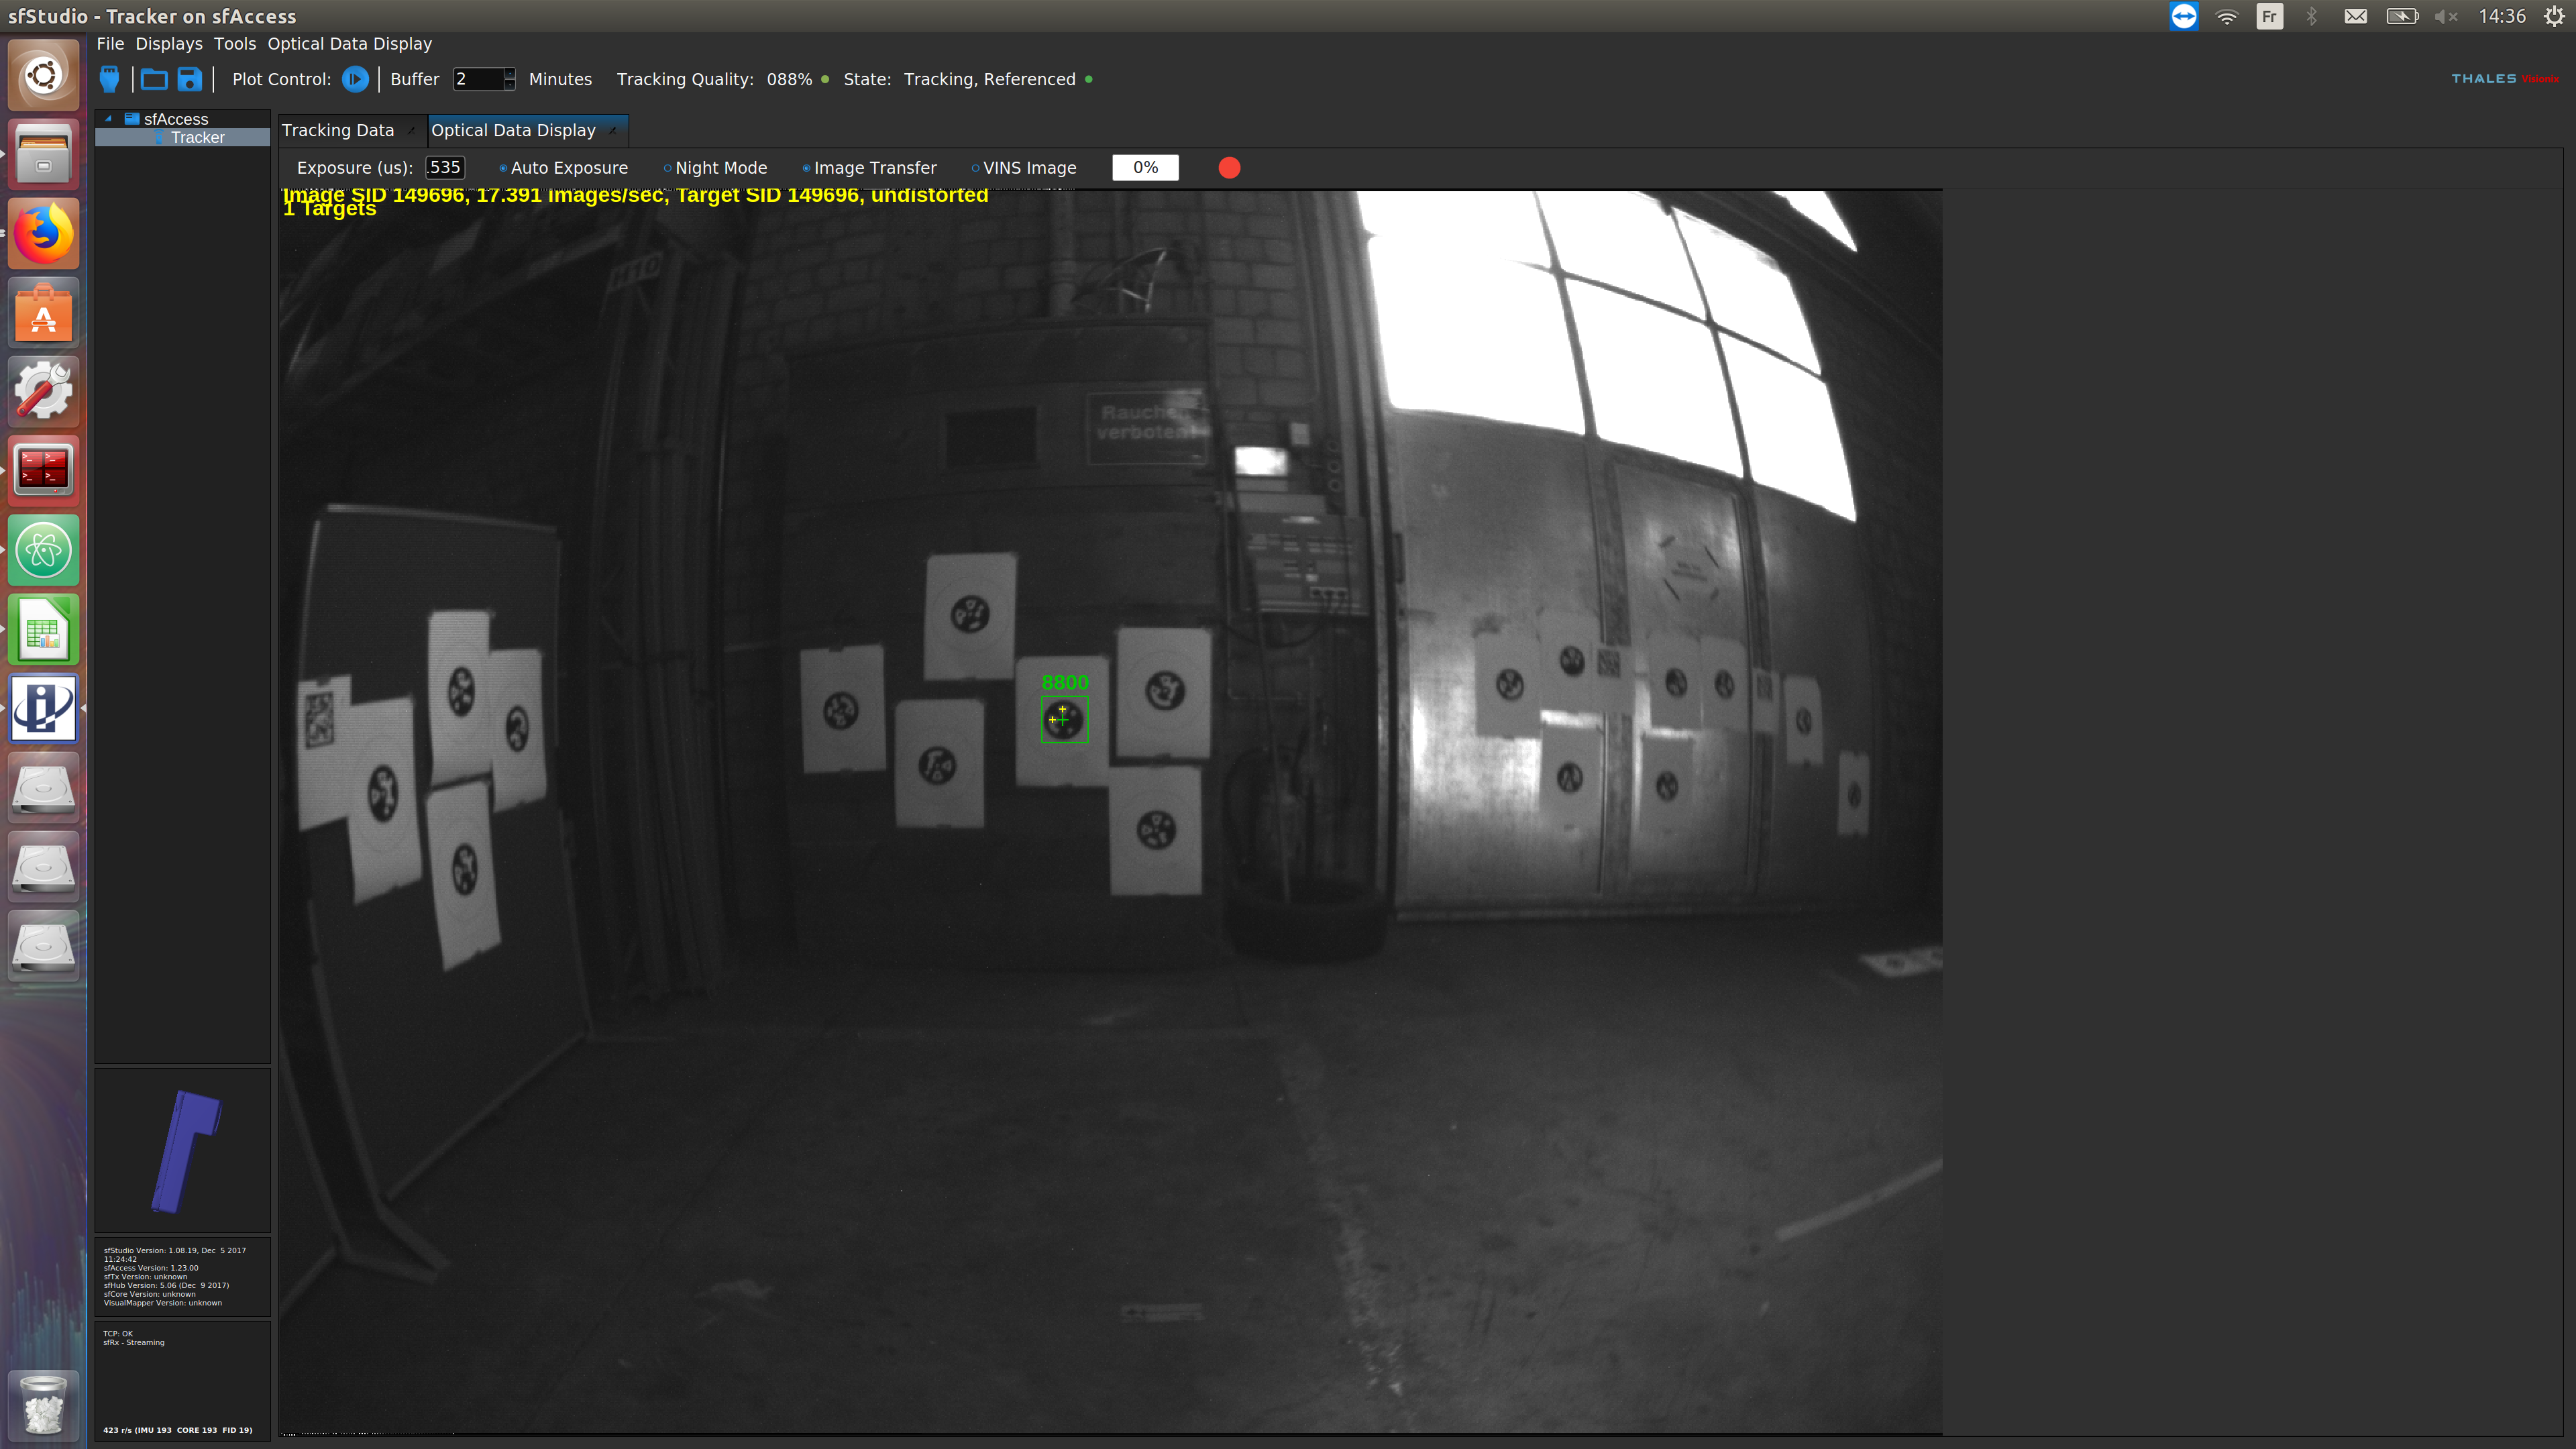 sfStudio - Tracker on sfAccess
Fr
14:36
File Displays Tools Optical Data Display
Plot Control: Buffer 2 Minutes Tracking Quality: 088% State: Tracking, Referenced
THALES Visionix
sfAccess
Tracker
Tracking Data Optical Data Display
Exposure (us): 535 Auto Exposure Night Mode Image Transfer VINS Image 0%
Image SID 149696, 17.391 images/sec, Target SID 149696, undistorted
1 Targets
H10
Rauchen
verboten!
8800
sfStudio Version: 1.08.19, Dec 5 2017
11:24:42
sfAccess Version: 1.23.00
sfTx Version: unknown
sfHub Version: 5.06 (Dec 9 2017)
sfCore Version: unknown
VisualMapper Version: unknown
TCP: OK
sfRx - Streaming
423 r/s (IMU 193 CORE 193 FID 19)